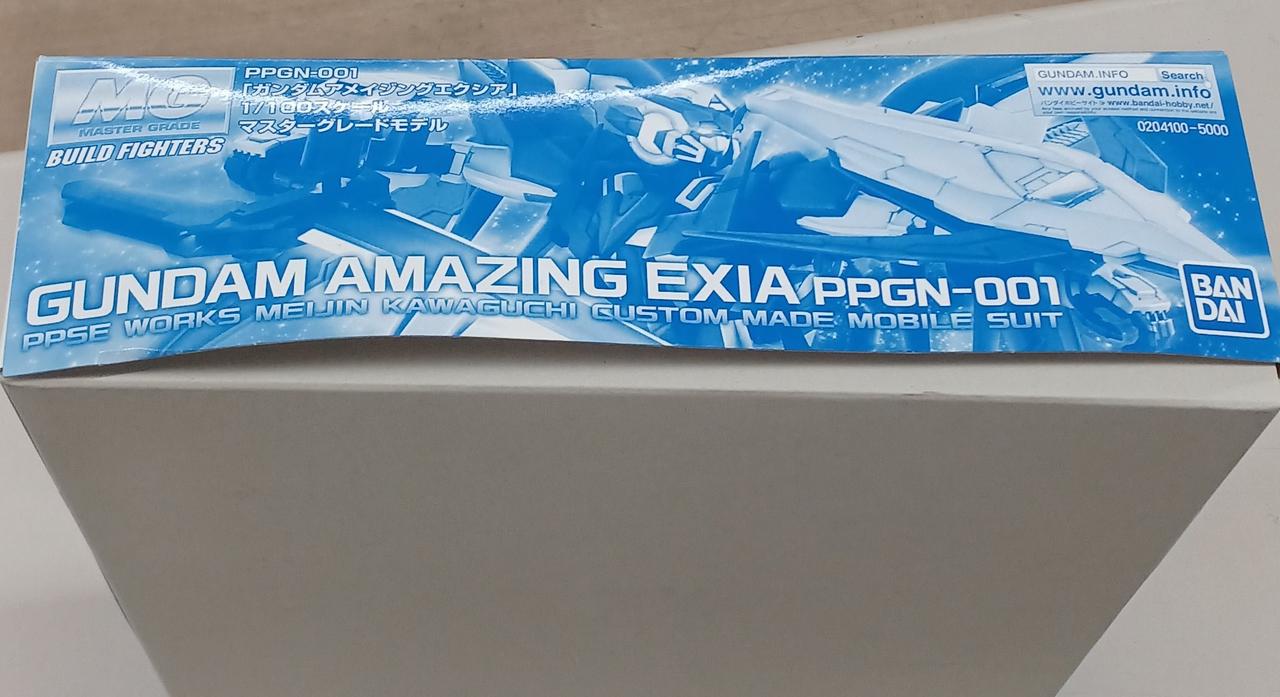 MG
MASTER GRADE
BUILD FIGHTERS
PPGN-001
「ガンダムアメイジングエクシア」
1/100スケール
マスターグレードモデル
GUNDAM.INFO Search
www.gundam.info
バンダイホビーサイト ≫ www.bandai-hobby.net/
0204100-5000
GUNDAM AMAZING EXIA PPGN-001
PPSE WORKS MEIJIN KAWAGUCHI CUSTOM MADE MOBILE SUIT
BAN
DAI